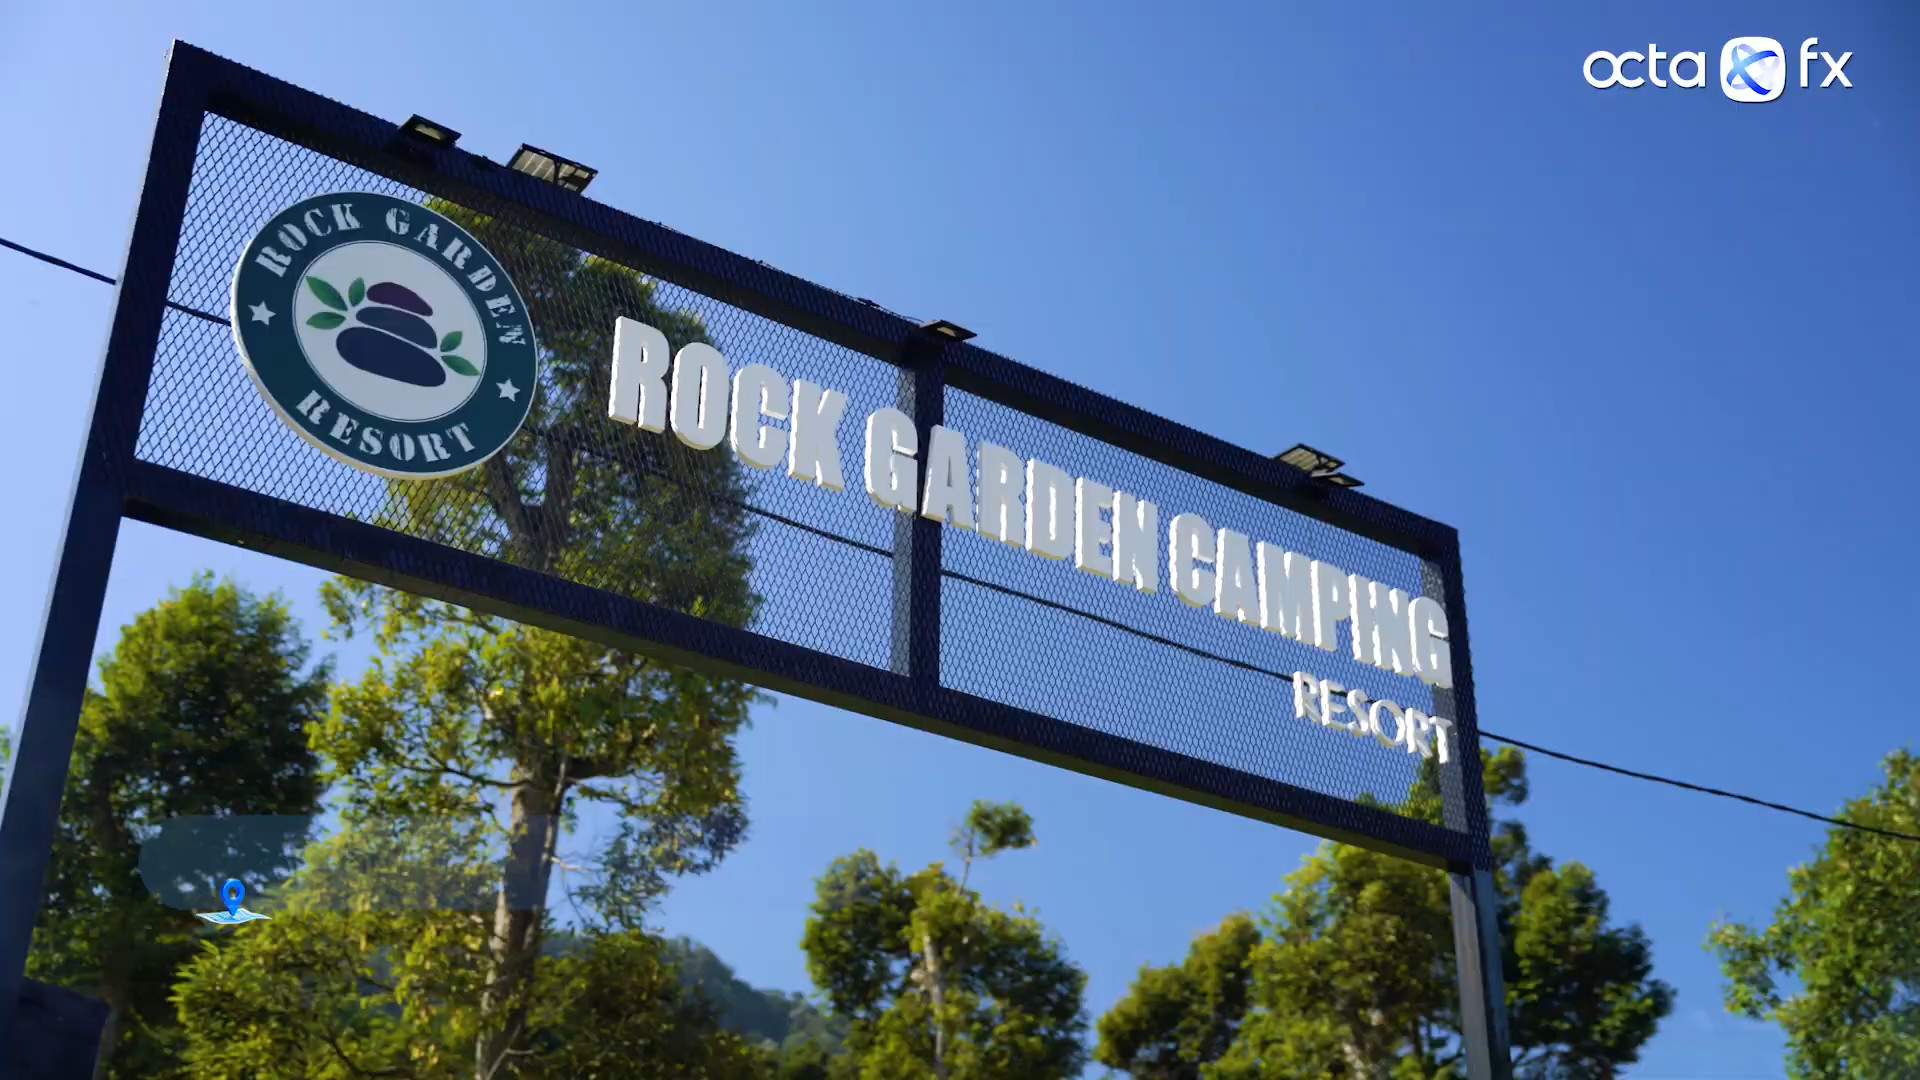 octa fx
ROCK GARDEN
RESORT
ROCK GARDEN CAMPING
RESORT